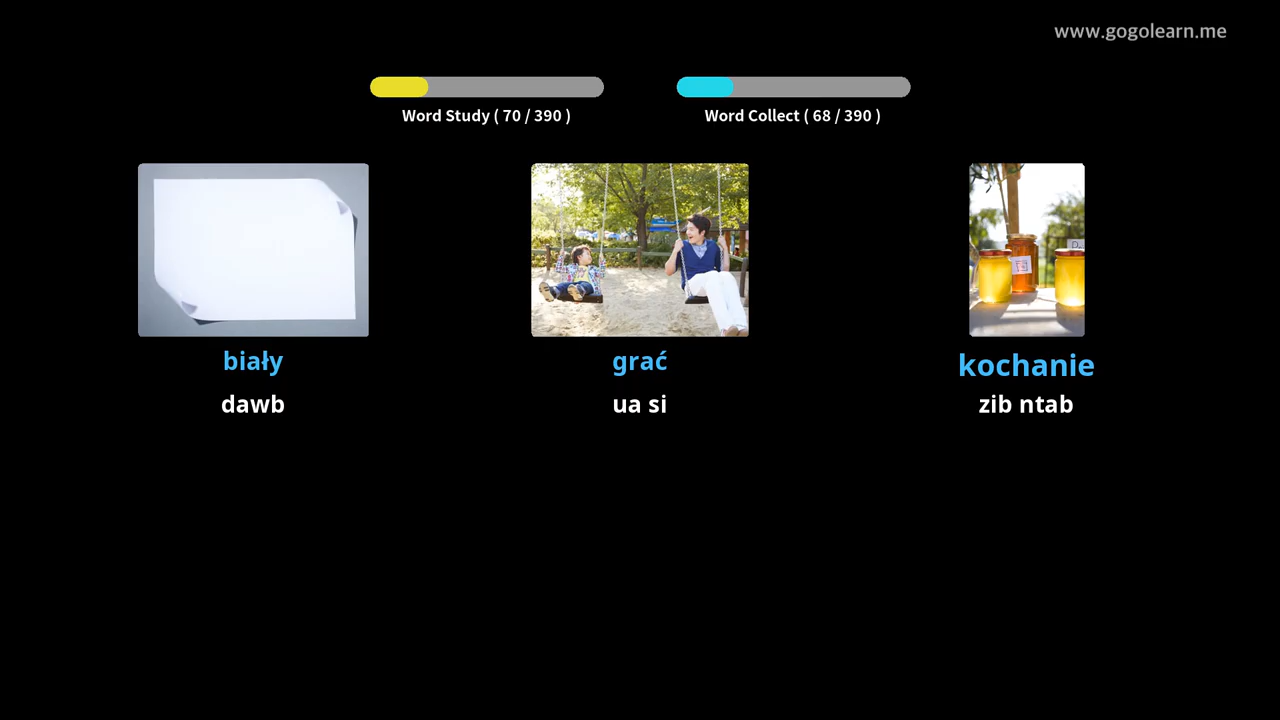 www.gogolearn.me
Word Study ( 70 / 390 )
Word Collect ( 68 / 390 )
biały
grać
kochanie
dawb
ua si
zib ntab